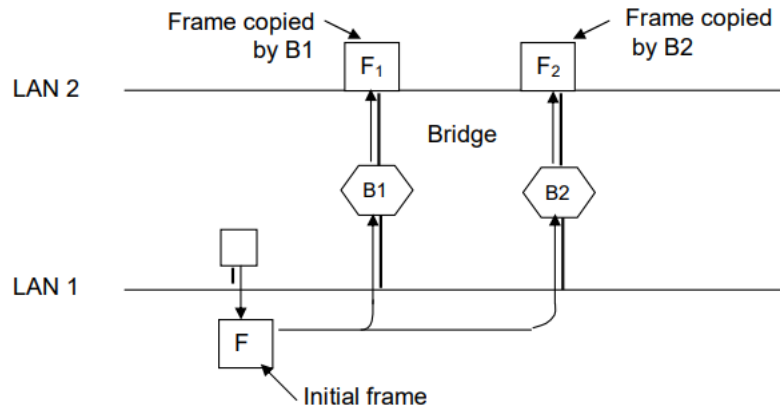 Frame copied
by B1
Frame copied
by B2
F1
F2
LAN 2
Bridge
B1
B2
LAN 1
F
Initial frame